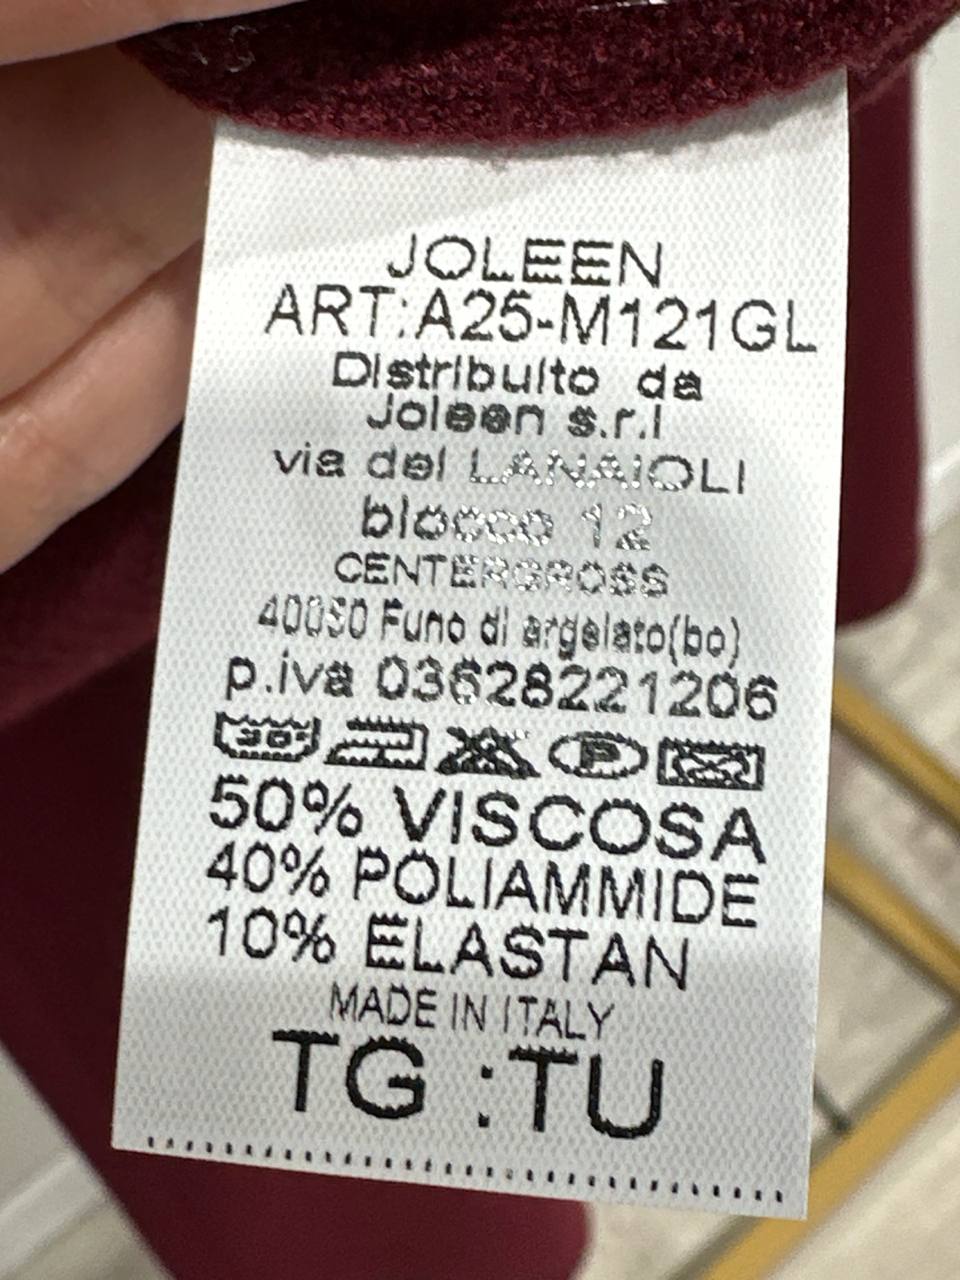 JOLEEN
ART:A25-M121GL
Distribuito da
Joleen s.r.l
via dei LANAIOLI
blocco 12
CENTERGROSS
40050 Funo di argelato(bo)
p.iva 03628221206
30° P
50% VISCOSA
40% POLIAMMIDE
10% ELASTAN
MADE IN ITALY
TG :TU